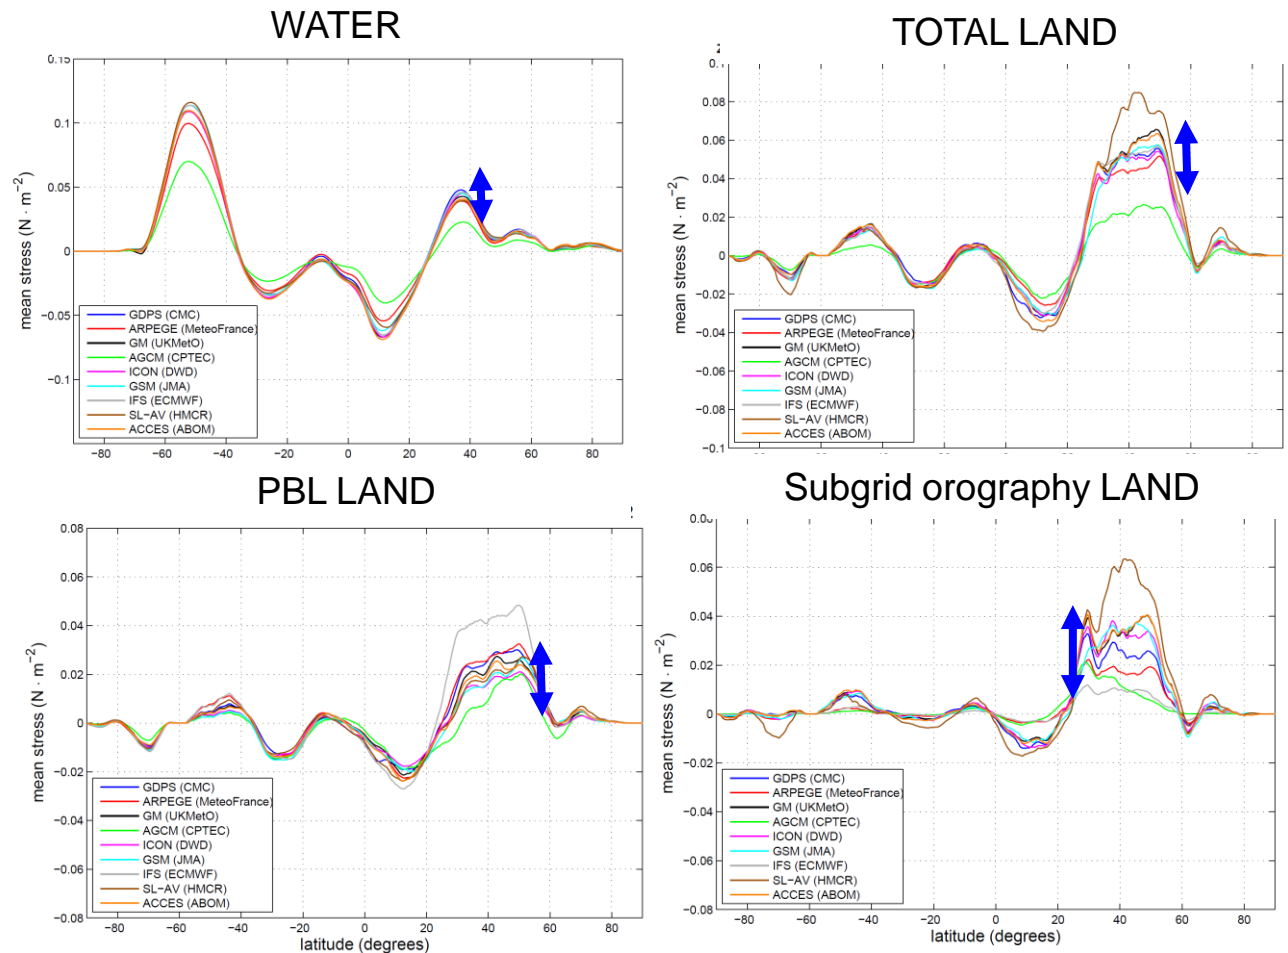 WATER
0.15
0.1
0.05
0
−0.05
−0.1
mean stress (N · m⁻²)
GDPS (CMC)
ARPEGE (MeteoFrance)
GM (UKMetO)
AGCM (CPTEC)
ICON (DWD)
GSM (JMA)
IFS (ECMWF)
SL−AV (HMCR)
ACCES (ABOM)
−80 −60 −40 −20 0 20 40 60 80
TOTAL LAND
0.1
0.08
0.06
0.04
0.02
0
−0.02
−0.04
−0.06
−0.08
−0.1
mean stress (N · m⁻²)
GDPS (CMC)
ARPEGE (MeteoFrance)
GM (UKMetO)
AGCM (CPTEC)
ICON (DWD)
GSM (JMA)
IFS (ECMWF)
SL−AV (HMCR)
ACCES (ABOM)
PBL LAND
0.08
0.06
0.04
0.02
0
−0.02
−0.04
−0.06
−0.08
mean stress (N · m⁻²)
GDPS (CMC)
ARPEGE (MeteoFrance)
GM (UKMetO)
AGCM (CPTEC)
ICON (DWD)
GSM (JMA)
IFS (ECMWF)
SL−AV (HMCR)
ACCES (ABOM)
−80 −60 −40 −20 0 20 40 60 80
latitude (degrees)
Subgrid orography LAND
0.08
0.06
0.04
0.02
0
−0.02
−0.04
−0.06
−0.08
mean stress (N · m⁻²)
GDPS (CMC)
ARPEGE (MeteoFrance)
GM (UKMetO)
AGCM (CPTEC)
ICON (DWD)
GSM (JMA)
IFS (ECMWF)
SL−AV (HMCR)
ACCES (ABOM)
−80 −60 −40 −20 0 20 40 60 80
latitude (degrees)